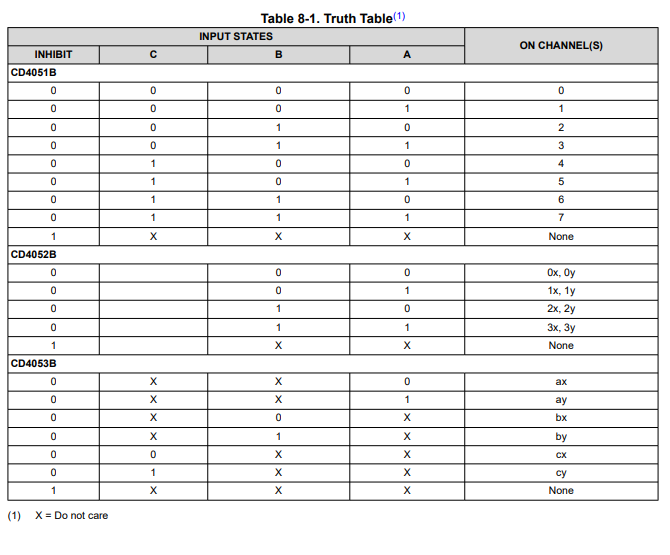 Table 8-1. Truth Table(1)
INPUT STATES ON CHANNEL(S)
INHIBIT C B A
CD4051B
0 0 0 0 0
0 0 0 1 1
0 0 1 0 2
0 0 1 1 3
0 1 0 0 4
0 1 0 1 5
0 1 1 0 6
0 1 1 1 7
1 X X X None
CD4052B
0 0 0 0x, 0y
0 0 1 1x, 1y
0 1 0 2x, 2y
0 1 1 3x, 3y
1 X X None
CD4053B
0 X X 0 ax
0 X X 1 ay
0 X 0 X bx
0 X 1 X by
0 0 X X cx
0 1 X X cy
1 X X X None
(1) X = Do not care